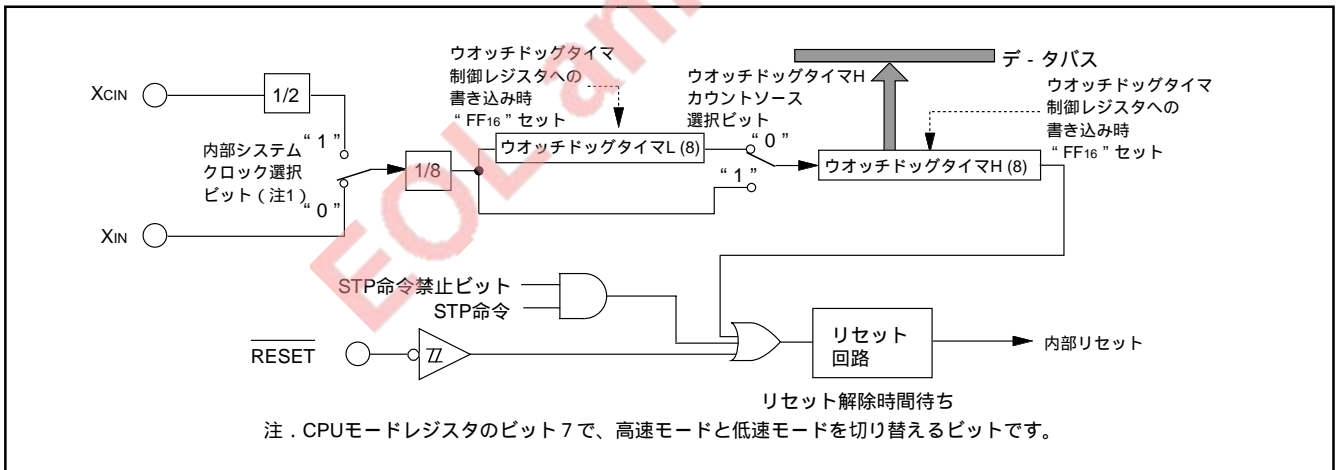 XCIN
1/2
“ 1 ”
内部システム
クロック選択
ビット（注1）
“ 0 ”
XIN
1/8
ウオッチドッグタイマ
制御レジスタへの
書き込み時
“ FF16 ” セット
ウオッチドッグタイマL (8)
ウオッチドッグタイマH
カウントソース
選択ビット
“ 0 ”
“ 1 ”
デ - タバス
ウオッチドッグタイマ
制御レジスタへの
書き込み時
“ FF16 ” セット
ウオッチドッグタイマH (8)
STP命令禁止ビット
STP命令
RESET
リセット
回路
内部リセット
リセット解除時間待ち
注．CPUモードレジスタのビット７で、高速モードと低速モードを切り替えるビットです。
EOL an